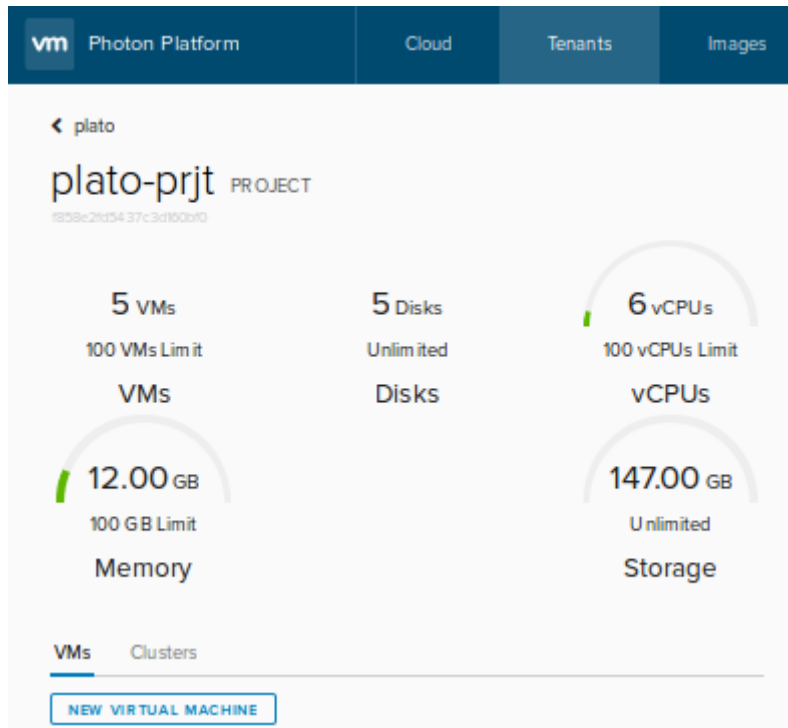 vm Photon Platform Cloud Tenants Images
plato
plato-prjt PROJECT
5 VMs 5 Disks 6 vCPUs
100 VMs Limit Unlimited 100 vCPUs Limit
VMs Disks vCPUs
12.00 GB 147.00 GB
100 GB Limit Unlimited
Memory Storage
VMs Clusters
NEW VIRTUAL MACHINE